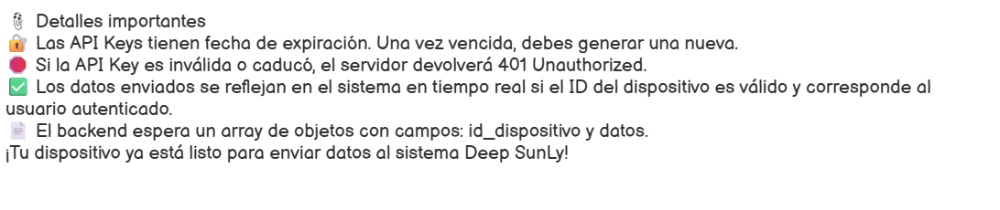 🖇️ Detalles importantes
🔐 Las API Keys tienen fecha de expiración. Una vez vencida, debes generar una nueva.
🛑 Si la API Key es inválida o caducó, el servidor devolverá 401 Unauthorized.
✅ Los datos enviados se reflejan en el sistema en tiempo real si el ID del dispositivo es válido y corresponde al
usuario autenticado.
📄 El backend espera un array de objetos con campos: id_dispositivo y datos.
¡Tu dispositivo ya está listo para enviar datos al sistema Deep SunLy!